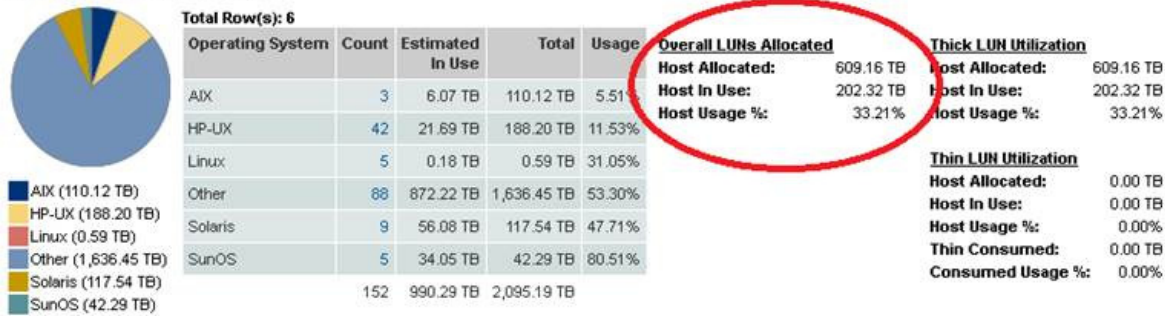 Total Row(s): 6
Operating System Count Estimated In Use Total Usage
AIX 3 6.07 TB 110.12 TB 5.51%
HP-UX 42 21.69 TB 188.20 TB 11.53%
Linux 5 0.18 TB 0.59 TB 31.05%
Other 88 872.22 TB 1,636.45 TB 53.30%
Solaris 9 56.08 TB 117.54 TB 47.71%
SunOS 5 34.05 TB 42.29 TB 80.51%
152 990.29 TB 2,095.19 TB
AIX (110.12 TB)
HP-UX (188.20 TB)
Linux (0.59 TB)
Other (1,636.45 TB)
Solaris (117.54 TB)
SunOS (42.29 TB)
Overall LUNs Allocated
Host Allocated: 609.16 TB
Host In Use: 202.32 TB
Host Usage %: 33.21%
Thick LUN Utilization
Host Allocated: 609.16 TB
Host In Use: 202.32 TB
Host Usage %: 33.21%
Thin LUN Utilization
Host Allocated: 0.00 TB
Host In Use: 0.00 TB
Host Usage %: 0.00%
Thin Consumed: 0.00 TB
Consumed Usage %: 0.00%